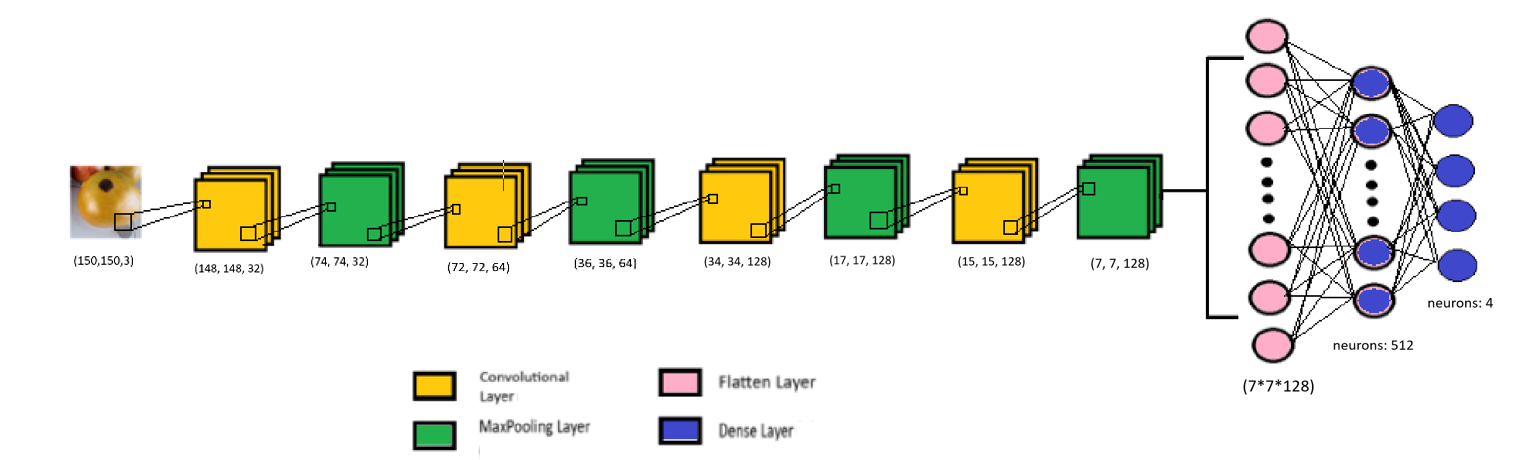 (150,150,3)
(148, 148, 32)
(74, 74, 32)
(72, 72, 64)
(36, 36, 64)
(34, 34, 128)
(17, 17, 128)
(15, 15, 128)
(7, 7, 128)
neurons: 4
neurons: 512
(7*7*128)
Convolutional
Layer
MaxPooling Layer
Flatten Layer
Dense Layer